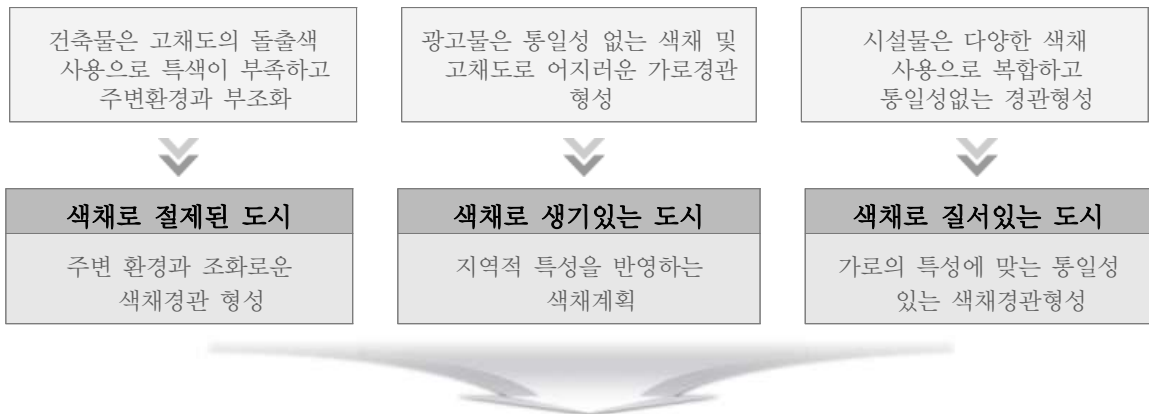 건축물은 고채도의 돌출색
사용으로 특색이 부족하고
주변환경과 부조화
광고물은 통일성 없는 색채 및
고채도로 어지러운 가로경관
형성
시설물은 다양한 색채
사용으로 복합하고
통일성없는 경관형성
색채로 절제된 도시
주변 환경과 조화로운
색채경관 형성
색채로 생기있는 도시
지역적 특성을 반영하는
색채계획
색채로 질서있는 도시
가로의 특성에 맞는 통일성
있는 색채경관형성